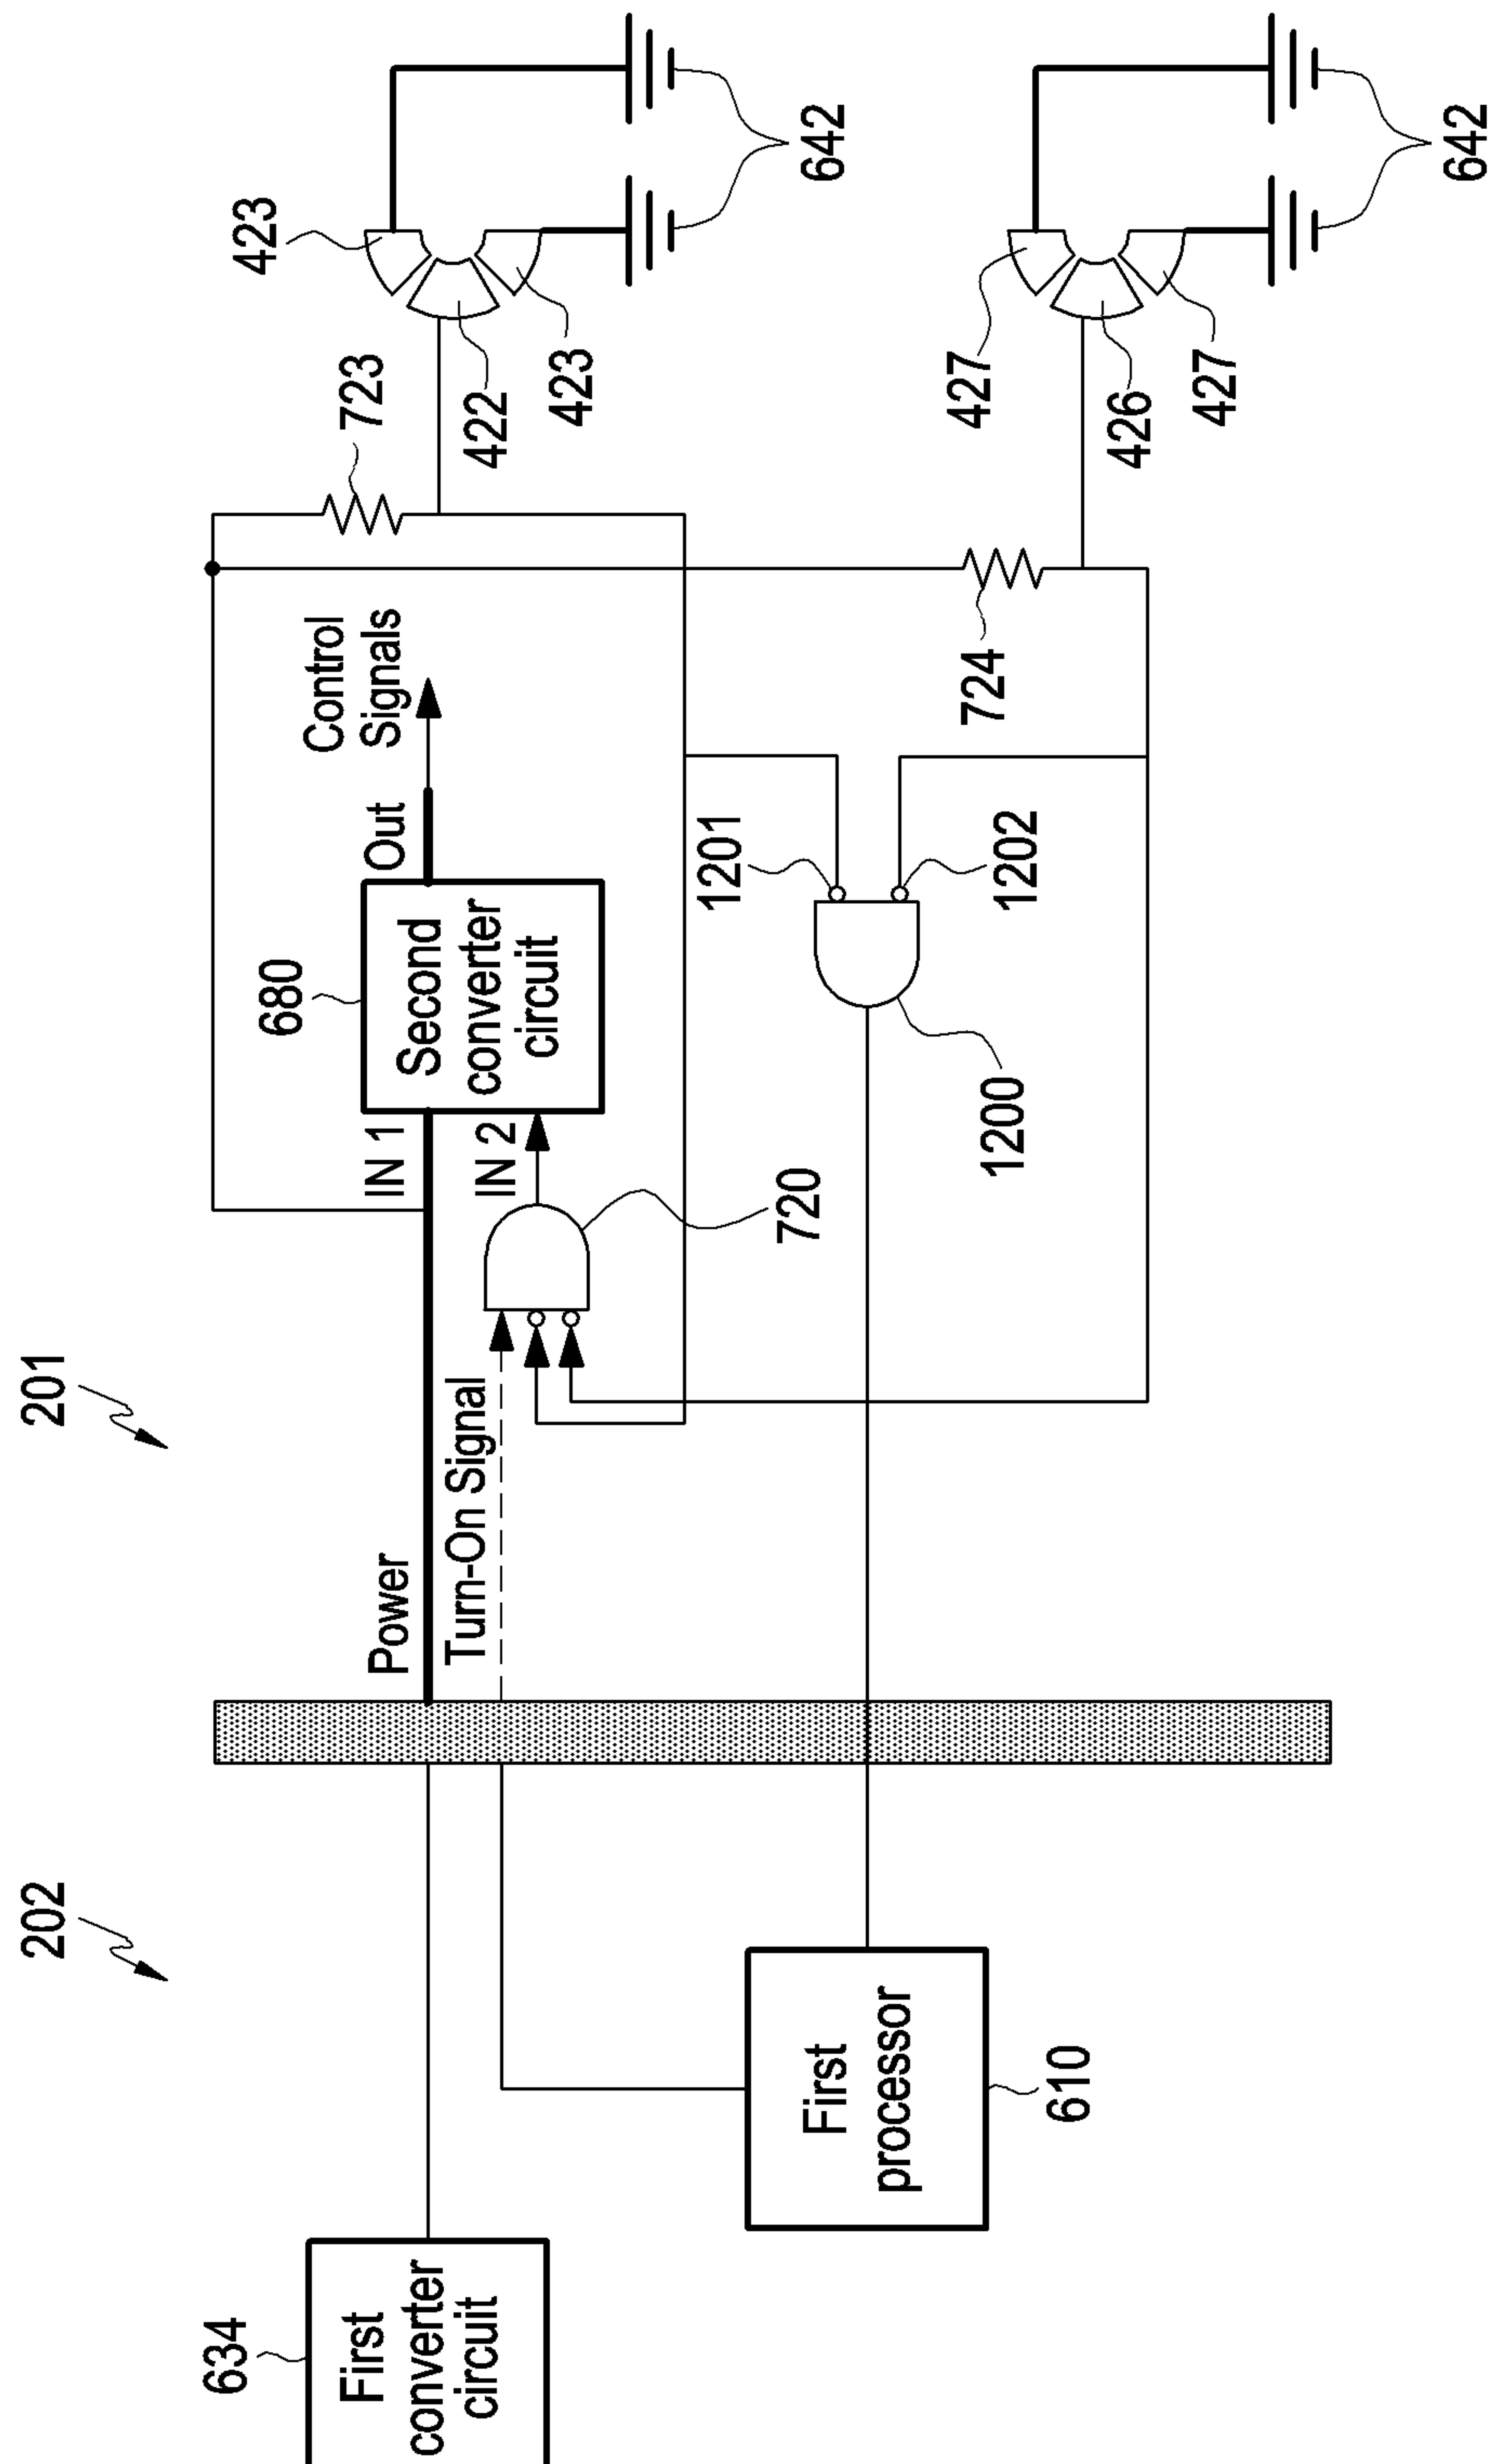 202
201
634
First
converter
circuit
Power
Turn-On Signal
IN 1
IN 2
680
Second
converter
circuit
Out
Control
Signals
723
423
422
423
642
720
First
processor
610
1200
1201
1202
724
427
426
427
642